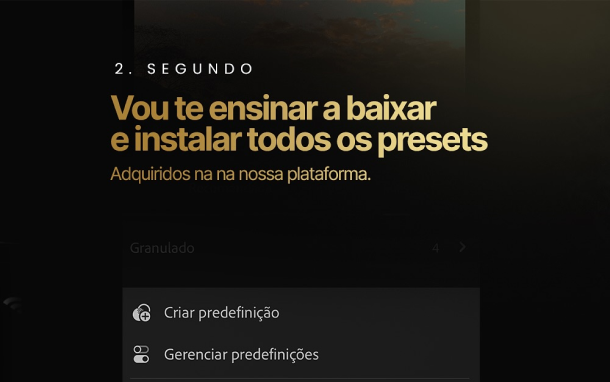 2. SEGUNDO
Vou te ensinar a baixar
e instalar todos os presets
Adquiridos na na nossa plataforma.
Granulado 4
Criar predefinição
Gerenciar predefinições